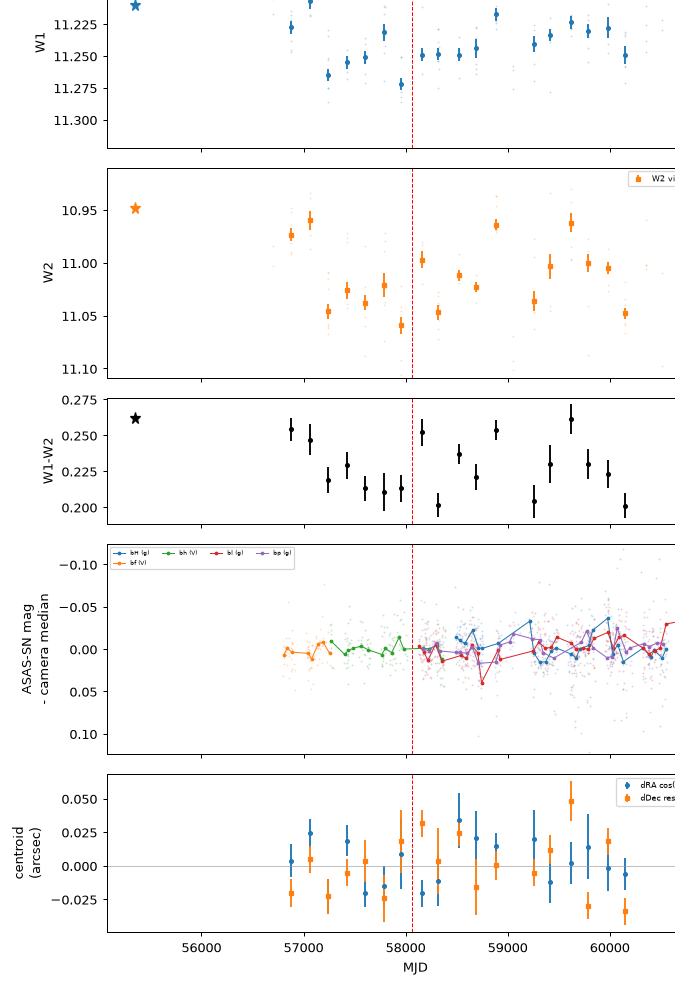 11.225
11.250
11.275
11.300
W1
W2 vi
10.95
11.00
11.05
11.10
W2
0.275
0.250
0.225
0.200
W1-W2
bH (g) bh (V) bl (g) bp (g)
bf (V)
−0.10
−0.05
0.00
0.05
0.10
ASAS-SN mag
- camera median
dRA cos(
dDec res
0.050
0.025
0.000
−0.025
centroid
(arcsec)
56000 57000 58000 59000 60000
MJD